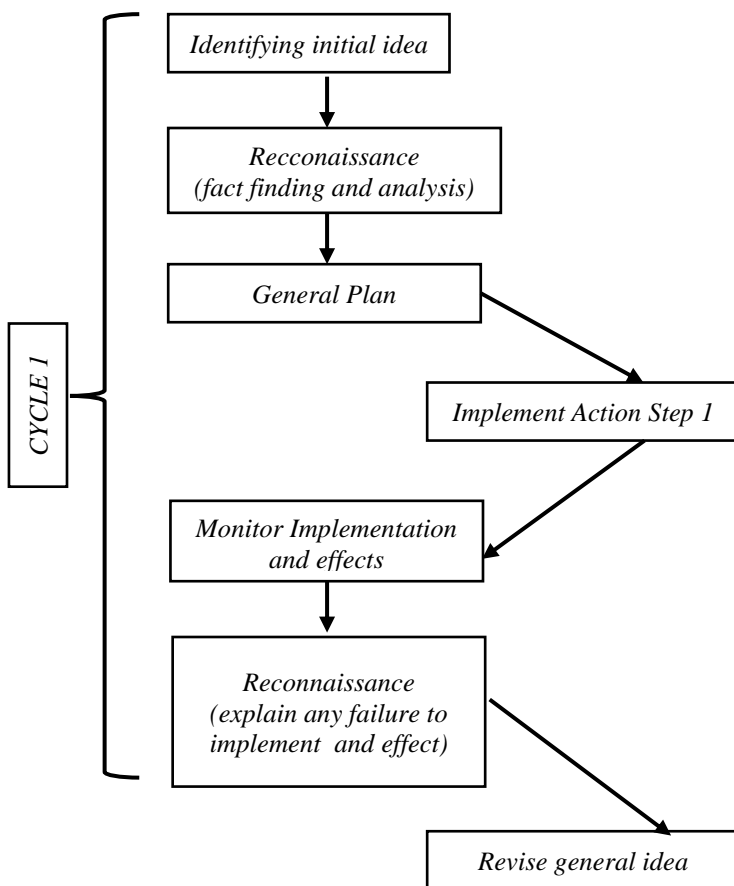 Identifying initial idea
Recconaissance
(fact finding and analysis)
General Plan
CYCLE 1
Implement Action Step 1
Monitor Implementation
and effects
Reconnaissance
(explain any failure to
implement and effect)
Revise general idea